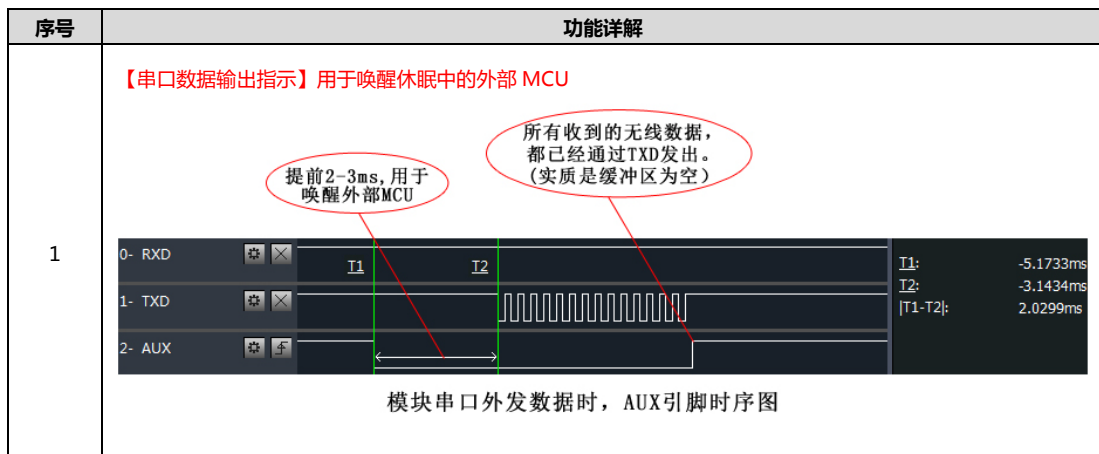 序号 功能详解
【串口数据输出指示】用于唤醒休眠中的外部 MCU
所有收到的无线数据，
都已经通过TXD发出。
(实质是缓冲区为空)
提前2-3ms,用于
唤醒外部MCU
1
0- RXD
T1 T2
T1: -5.1733ms
T2: -3.1434ms
|T1-T2|: 2.0299ms
1- TXD
2- AUX
模块串口外发数据时，AUX引脚时序图